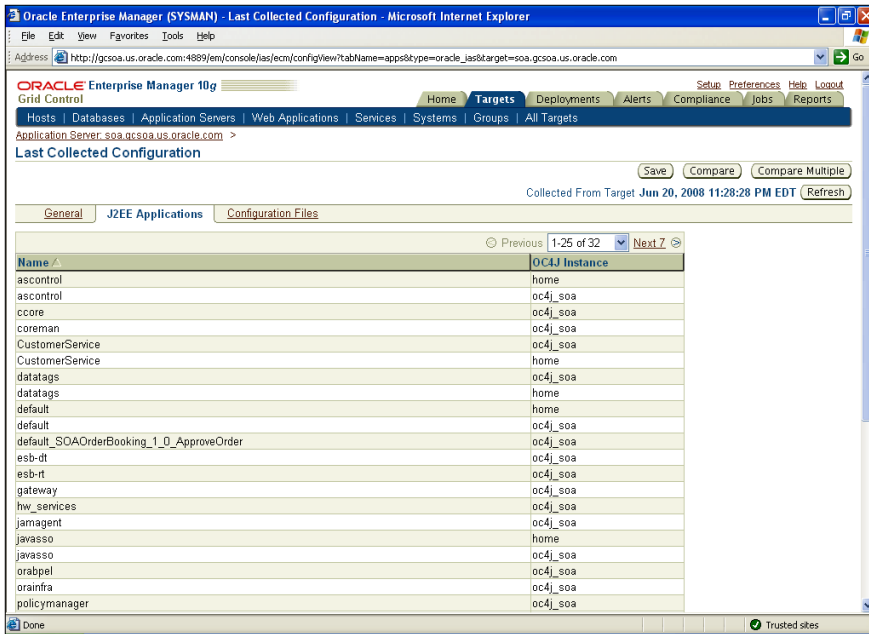 Oracle Enterprise Manager (SYSMAN) - Last Collected Configuration - Microsoft Internet Explorer
File Edit View Favorites Tools Help
Address http://gcsoa.us.oracle.com:4889/em/console/ias/ecm/configView?tabName=apps&type=oracle_ias&target=soa.gcsoa.us.oracle.com Go
ORACLE Enterprise Manager 10g
Grid Control
Setup Preferences Help Logout
Home Targets Deployments Alerts Compliance Jobs Reports
Hosts | Databases | Application Servers | Web Applications | Services | Systems | Groups | All Targets
Application Server: soa.gcsoa.us.oracle.com >
Last Collected Configuration
Save Compare Compare Multiple
Collected From Target Jun 20, 2008 11:28:28 PM EDT Refresh
General J2EE Applications Configuration Files
Previous 1-25 of 32 Next 7
Name OC4J Instance
ascontrol home
ascontrol oc4j_soa
ccore oc4j_soa
coreman oc4j_soa
CustomerService oc4j_soa
CustomerService home
datatags oc4j_soa
datatags home
default home
default oc4j_soa
default_SOAOrderBooking_1_0_ApproveOrder oc4j_soa
esb-dt oc4j_soa
esb-rt oc4j_soa
gateway oc4j_soa
hw_services oc4j_soa
jamagent oc4j_soa
javasso home
javasso oc4j_soa
orabpel oc4j_soa
orainfra oc4j_soa
policymanager oc4j_soa
Done Trusted sites